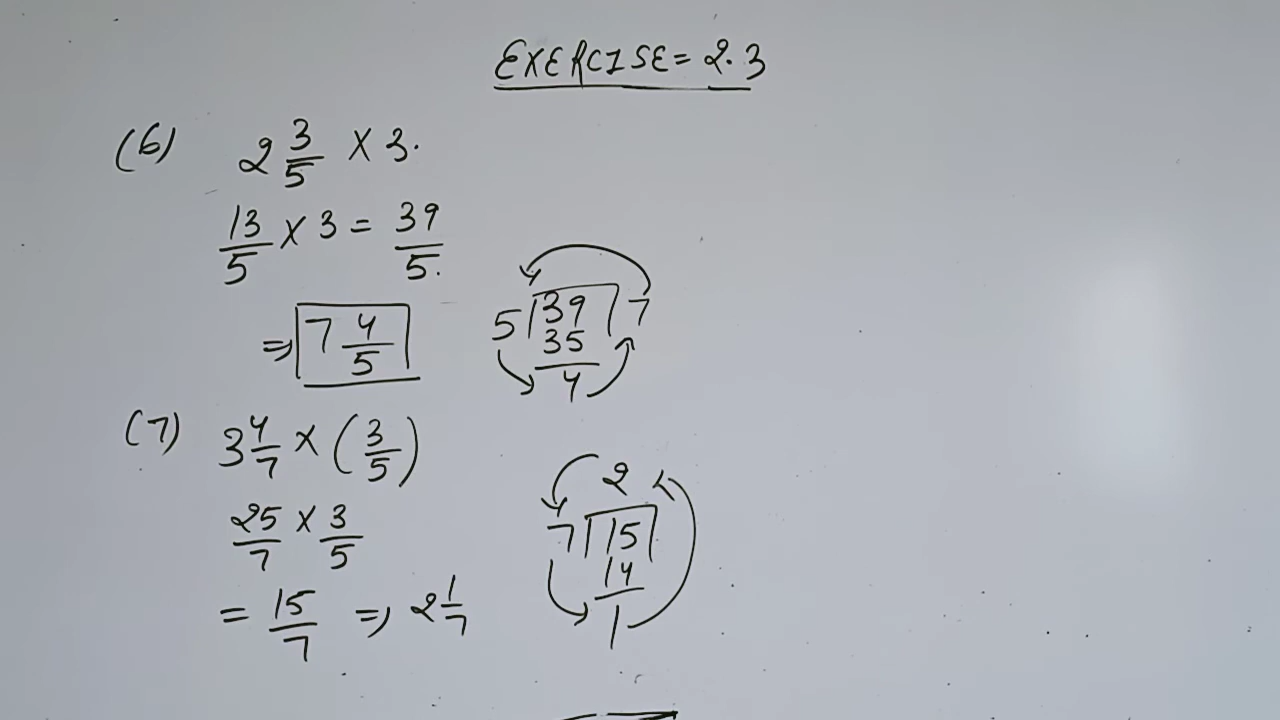 EXERCISE = 2.3
(6) 2 3/5 × 3.
13/5 × 3 = 39/5.
⇒ 7 4/5
5 39 7
35
4
(7) 3 4/7 × (3/5)
25/7 × 3/5
= 15/7 ⇒ 2 1/7
2
7 15
14
1